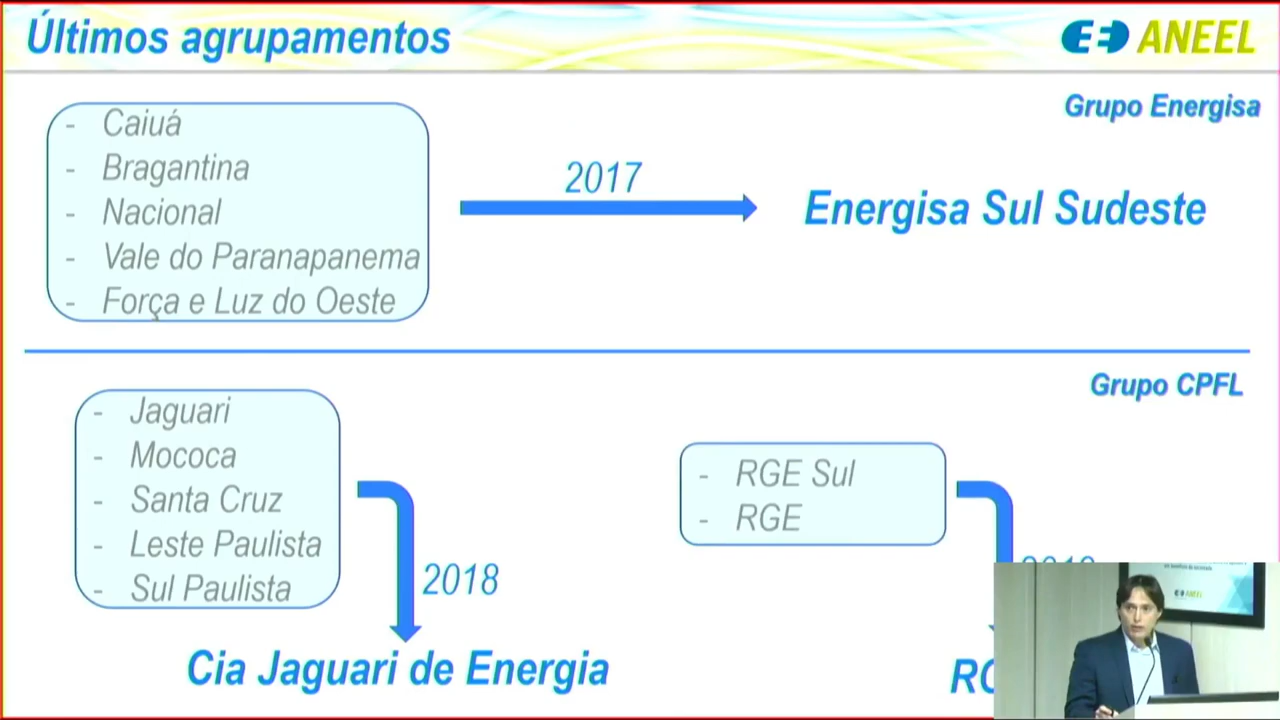 Últimos agrupamentos
ANEEL
Grupo Energisa
- Caiuá
- Bragantina
- Nacional
- Vale do Paranapanema
- Força e Luz do Oeste
2017
Energisa Sul Sudeste
Grupo CPFL
- Jaguari
- Mococa
- Santa Cruz
- Leste Paulista
- Sul Paulista
2018
Cia Jaguari de Energia
- RGE Sul
- RGE
ANEEL